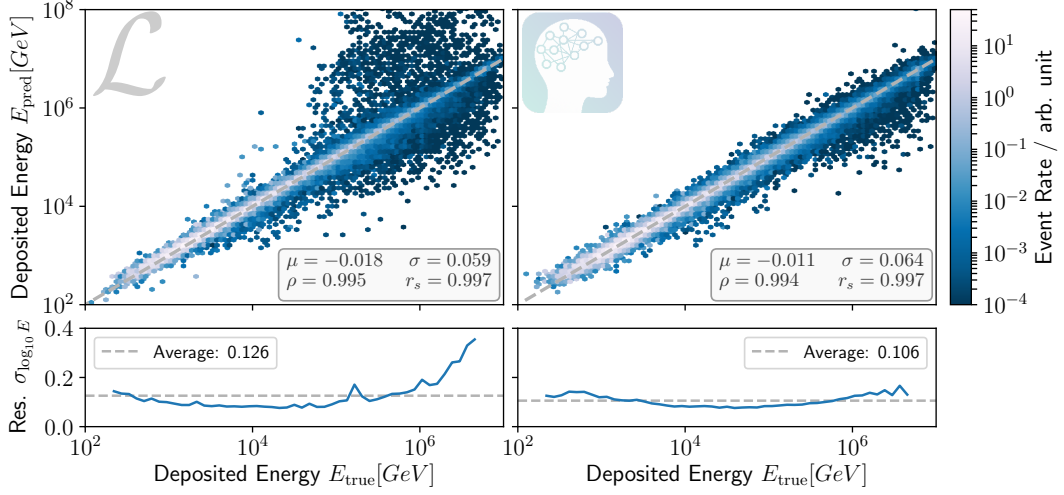 10^8
10^6
10^4
10^2
Deposited Energy E_pred[GeV]
ℒ
μ = −0.018 σ = 0.059
ρ = 0.995 r_s = 0.997
μ = −0.011 σ = 0.064
ρ = 0.994 r_s = 0.997
10^1
10^0
10^−1
10^−2
10^−3
10^−4
Event Rate / arb. unit
0.4
0.2
0.0
Res. σ_log_10 E
Average: 0.126
Average: 0.106
10^2 10^4 10^6
10^2 10^4 10^6
Deposited Energy E_true[GeV]
Deposited Energy E_true[GeV]